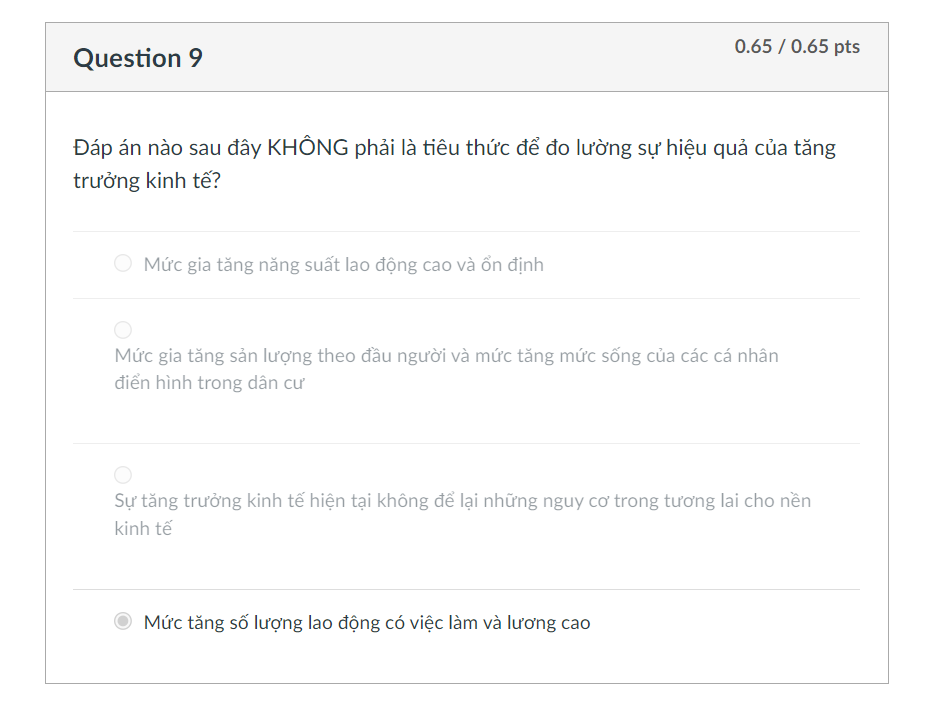 Question 9
0.65 / 0.65 pts
Đáp án nào sau đây KHÔNG phải là tiêu thức để đo lường sự hiệu quả của tăng
trưởng kinh tế?
Mức gia tăng năng suất lao động cao và ổn định
Mức gia tăng sản lượng theo đầu người và mức tăng mức sống của các cá nhân
điển hình trong dân cư
Sự tăng trưởng kinh tế hiện tại không để lại những nguy cơ trong tương lai cho nền
kinh tế
Mức tăng số lượng lao động có việc làm và lương cao